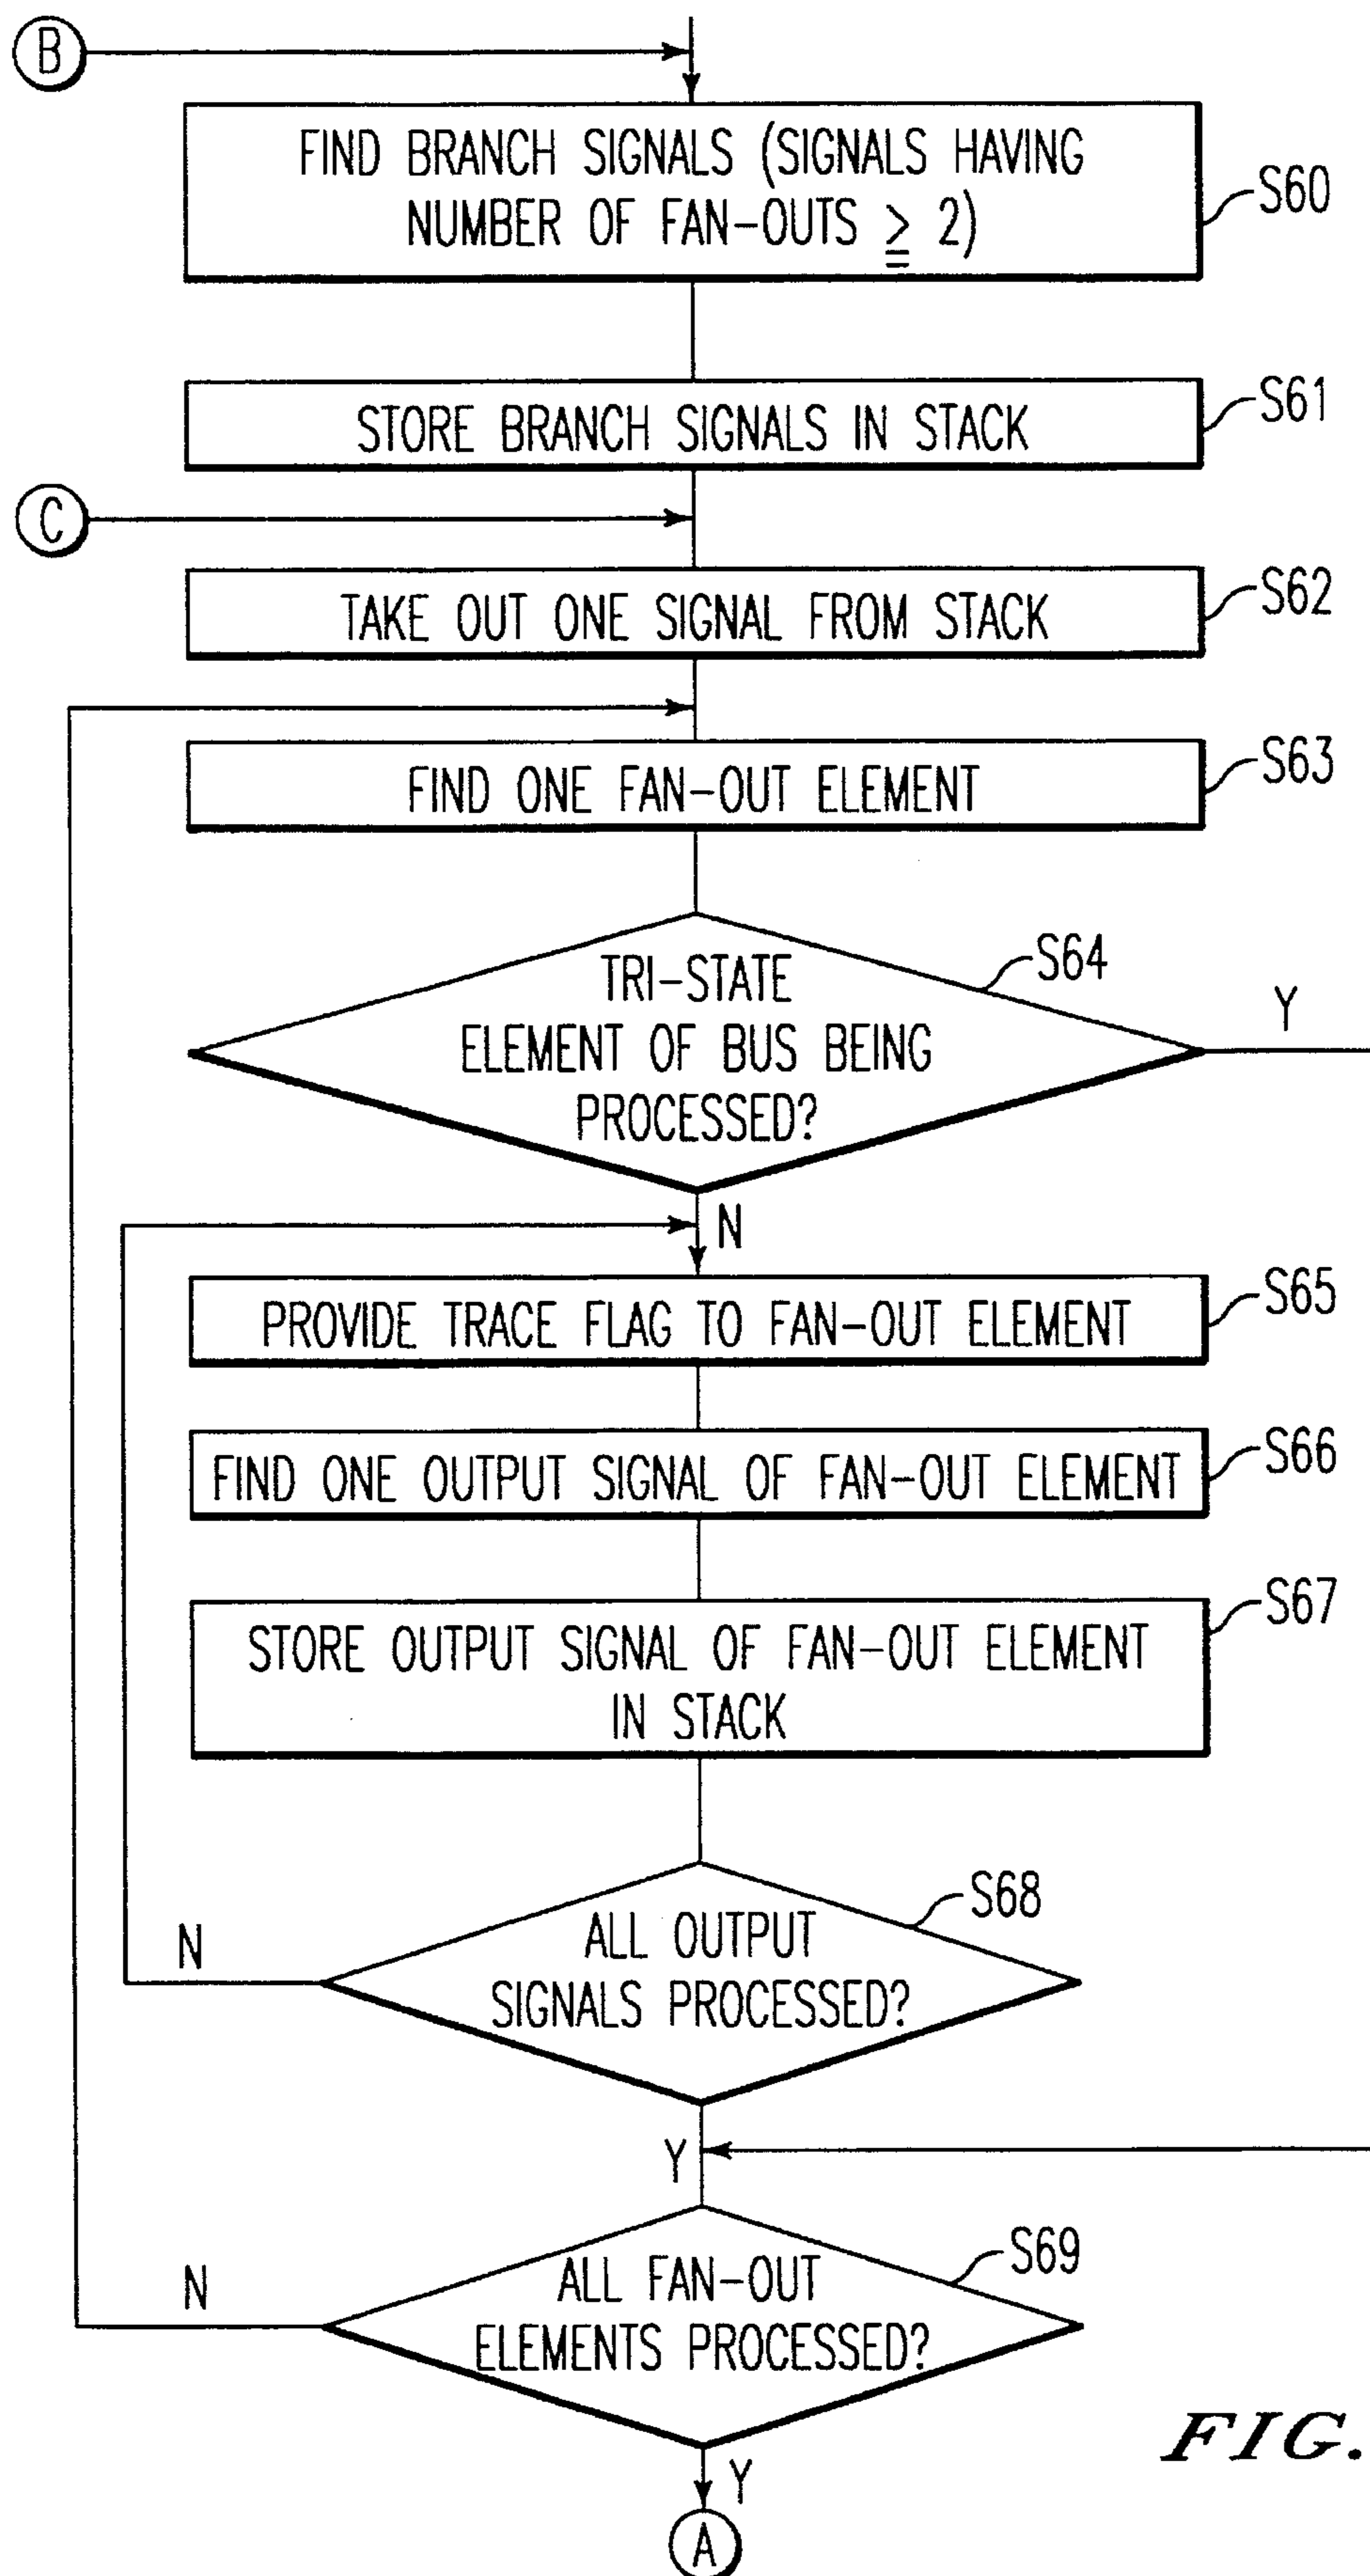 B
FIND BRANCH SIGNALS (SIGNALS HAVING
NUMBER OF FAN-OUTS ≧ 2)
S60
STORE BRANCH SIGNALS IN STACK
S61
C
TAKE OUT ONE SIGNAL FROM STACK
S62
FIND ONE FAN-OUT ELEMENT
S63
TRI-STATE
ELEMENT OF BUS BEING
PROCESSED?
S64
Y
N
PROVIDE TRACE FLAG TO FAN-OUT ELEMENT
S65
FIND ONE OUTPUT SIGNAL OF FAN-OUT ELEMENT
S66
STORE OUTPUT SIGNAL OF FAN-OUT ELEMENT
IN STACK
S67
ALL OUTPUT
SIGNALS PROCESSED?
S68
N
Y
ALL FAN-OUT
ELEMENTS PROCESSED?
S69
N
Y
A
FIG.